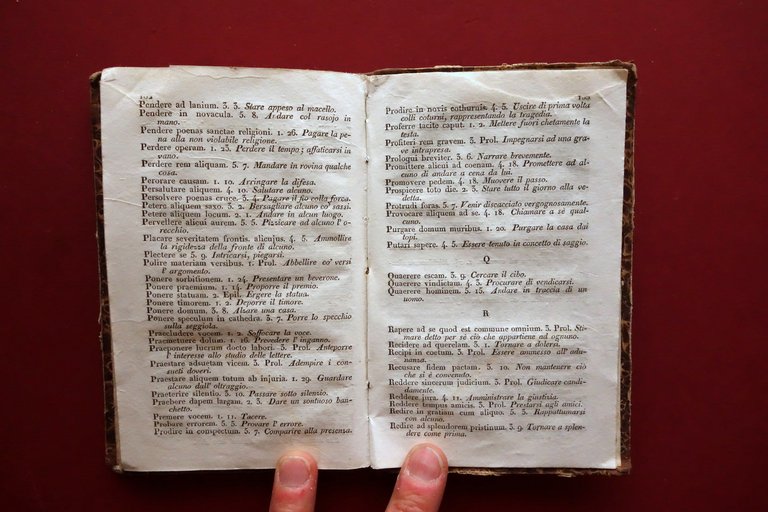 Pendere ad lanium. 3. 3. Stare appeso al macello.
Pendere in novacula. 5. 8. Andare col rasojo in
mano.
Pendere poenas sanctae religioni. 1. 26. Pagare la pe-
na alla non violabile religione.
Perdere operam. 1. 23. Perdere il tempo; affaticarsi in
vano.
Perdere rem aliquam. 5. 7. Mandare in rovina qualche
cosa.
Perorare causam. 1. 10. Arringare la difesa.
Persalutare aliquem. 4. 10. Salutare alcuno.
Persolvere poenas cruce. 3. 4. Pagare il fio colla forca.
Petere aliquem saxo. 5. 2. Bersagliare alcuno co' sassi.
Petere aliquem locum. 2. 1. Andare in alcun luogo.
Pervellere alicui aurem. 5. 5. Pizzicare ad alcuno l' o-
recchio.
Placare severitatem frontis. alicujus. 4. 5. Ammollire
la rigidezza della fronte di alcuno.
Plectere se 5. 9. Intricarsi, piegarsi.
Polire materiam versibus. 1. Prol. Abbellire co' versi
l' argomento.
Ponere sorbitionem. 1. 24. Presentare un beverone.
Ponere praemium. 1. 14. Proporre il premio.
Ponere statuam. 2. Epil. Ergere la statua.
Ponere timorem. 1. 2. Deporre il timore.
Ponere domum. 3. 8. Alzare una casa.
Ponere speculum in cathedra. 3. 7. Porre lo specchio
sulla seggiola.
Praecludere vocem. 1. 2. Soffocare la voce.
Praemetuere dolum. 1. 16. Prevedere l' inganno.
Praeponere lucrum docto labori. 3. Prol. Anteporre
l' interesse allo studio delle lettere.
Praestare adsuetam vicem. 3. Prol. Adempire i con-
sueti doveri.
Praestare aliquem tutum ab injuria. 1. 29. Guardare
alcuno dall' oltraggio.
Praeterire silentio. 5. 10. Passare sotto silenzio.
Praebere dapem largam. 2. 3. Dare un sontuoso ban-
chetto.
Premere vocem. 1. 11. Tacere.
Probare errorem. 5. 5. Provare l' errore.
Prodire in conspectum. 5. 7. Comparire alla presenza.
Prodire in novis cothurnis. 4. 5. Uscire di prima volta
colli coturni, rappresentando la tragedia.
Proferre tacite caput. 1. 2. Mettere fuori chetamente la
testa.
Profiteri rem gravem. 3. Prol. Impegnarsi ad una gra-
ve intrapresa.
Prologui breviter. 3. 6. Narrare brevemente.
Promittere alicui ad coenam. 4. 18. Promettere ad al-
cuno di andare a cena da lui.
Promovere pedem. 4. 18. Muovere il passo.
Prospicere toto die. 2. 3. Stare tutto il giorno alla ve-
detta.
Protrudi foras. 5. 7. Venir discacciato vergognosamente.
Provocare aliquem ad se. 4. 18. Chiamare a se qual-
cuno.
Purgare domum muribus. 1. 20. Purgare la casa dai
topi.
Putari sapere. 4. 5. Essere tenuto in concetto di saggio.
Q
Quaerere escam. 3. 9. Cercare il cibo.
Quaerere vindictam. 4. 3. Procurare di vendicarsi.
Quaerere hominem. 5. 15. Andare in traccia di un
uomo.
R
Rapere ad se quod est commune omnium. 3. Prol. Sti-
mare detto per sè ciò che appartiene ad ognuno.
Recidere ad querelam. 3. 1. Tornare a dolersi.
Recipi in coetum. 3. Prol. Essere ammesso all' adu-
nanza.
Recusare fidem pactam. 5. 10. Non mantenere ciò
che si è convenuto.
Reddere sincerum judicium. 3. Prol. Giudicare candi-
damente.
Reddere jura. 4. 11. Amministrare la giustizia.
Reddere tempus amicis. 3. Prol. Prestarsi agli amici.
Redire in gratiam cum aliquo. 5. 5. Rappattumarsi
con alcuno.
Redire ad splendorem pristinum. 3. 9 Tornare a splen-
dere come prima.